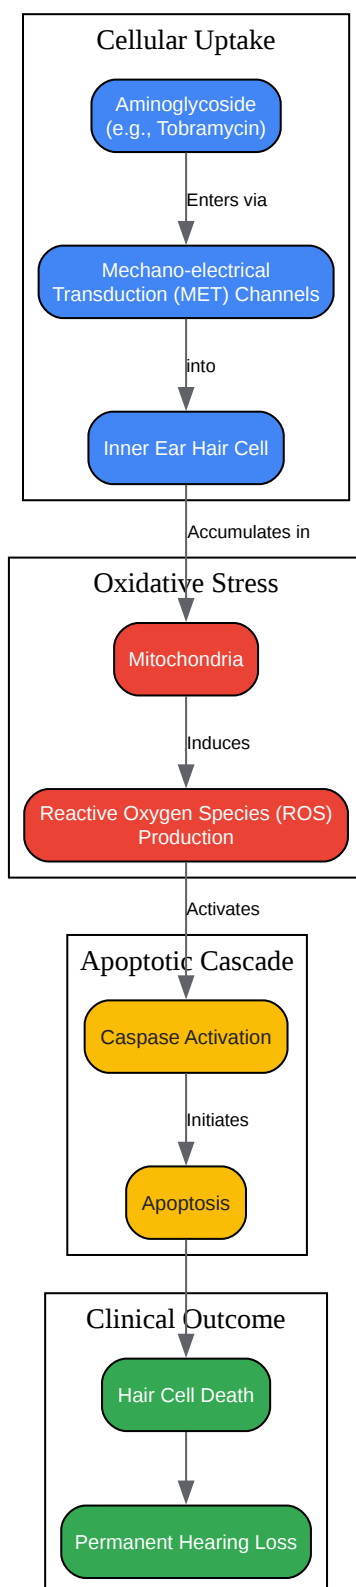 Cellular Uptake
Aminoglycoside
(e.g., Tobramycin)
Enters via
Mechano-electrical
Transduction (MET) Channels
into
Inner Ear Hair Cell
Accumulates in
Oxidative Stress
Mitochondria
Induces
Reactive Oxygen Species (ROS)
Production
Activates
Apoptotic Cascade
Caspase Activation
Initiates
Apoptosis
Clinical Outcome
Hair Cell Death
Permanent Hearing Loss